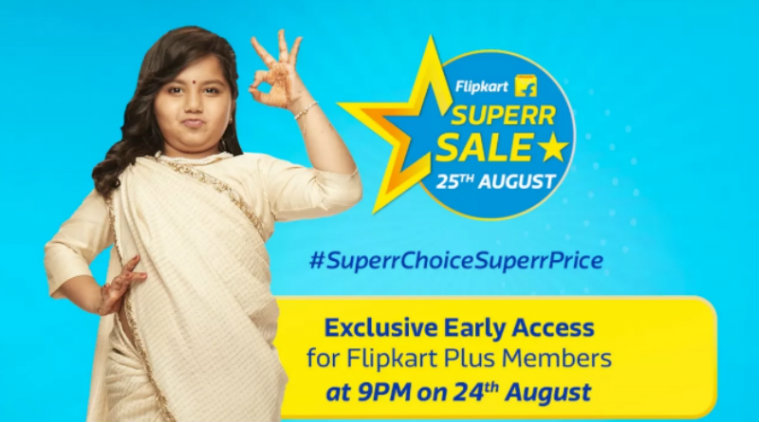 Flipkart
SUPERR
SALE
25TH AUGUST
#SuperrChoiceSuperrPrice
Exclusive Early Access
for Flipkart Plus Members
at 9PM on 24th August